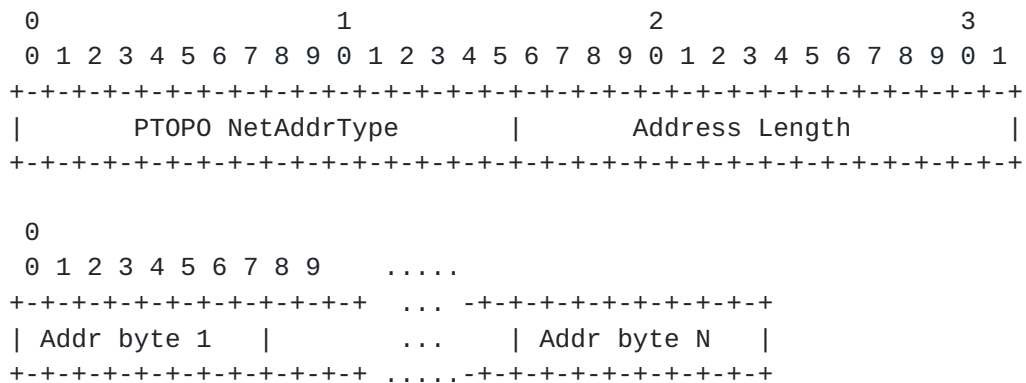 0                   1                   2                   3
 0 1 2 3 4 5 6 7 8 9 0 1 2 3 4 5 6 7 8 9 0 1 2 3 4 5 6 7 8 9 0 1
+-+-+-+-+-+-+-+-+-+-+-+-+-+-+-+-+-+-+-+-+-+-+-+-+-+-+-+-+-+-+-+-+
|       PTOPO NetAddrType       |       Address Length          |
+-+-+-+-+-+-+-+-+-+-+-+-+-+-+-+-+-+-+-+-+-+-+-+-+-+-+-+-+-+-+-+-+

 0
 0 1 2 3 4 5 6 7 8 9    .....
+-+-+-+-+-+-+-+-+-+-+-+  ... -+-+-+-+-+-+-+-+-+-+
| Addr byte 1   |        ...    | Addr byte N   |
+-+-+-+-+-+-+-+-+-+-+-+ .....-+-+-+-+-+-+-+-+-+-+